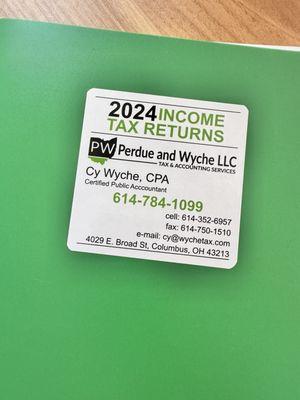 2024 INCOME
TAX RETURNS
PW Perdue and Wyche LLC
TAX & ACCOUNTING SERVICES
Cy Wyche, CPA
Certified Public Acccountant
614-784-1099
cell: 614-352-6957
fax: 614-750-1510
e-mail: cy@wychetax.com
4029 E. Broad St, Columbus, OH 43213